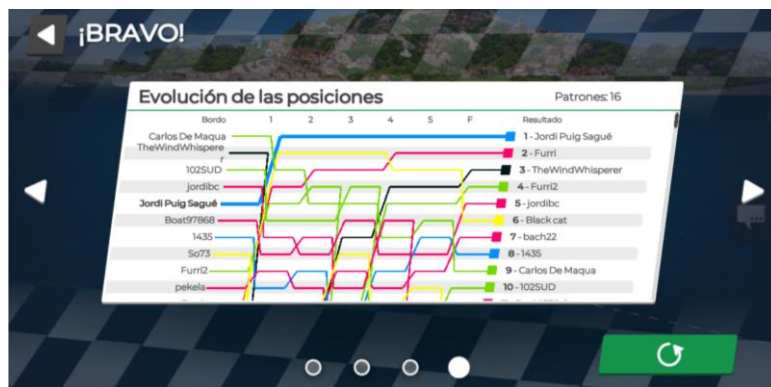 ¡BRAVO!
Evolución de las posiciones Patrones: 16
Bordo 1 2 3 4 5 F Resultado
Carlos De Maqua 1 - Jordi Puig Sagué
TheWindWhispere
r 2 - Furri
3 - TheWindWhisperer
102SUD 4 - Furri2
jordibc 5 - jordibc
Jordi Puig Sagué 6 - Black cat
Boat97868 7 - bach22
1435 8 - 1435
So73 9 - Carlos De Maqua
Furri2 10 - 102SUD
pekela